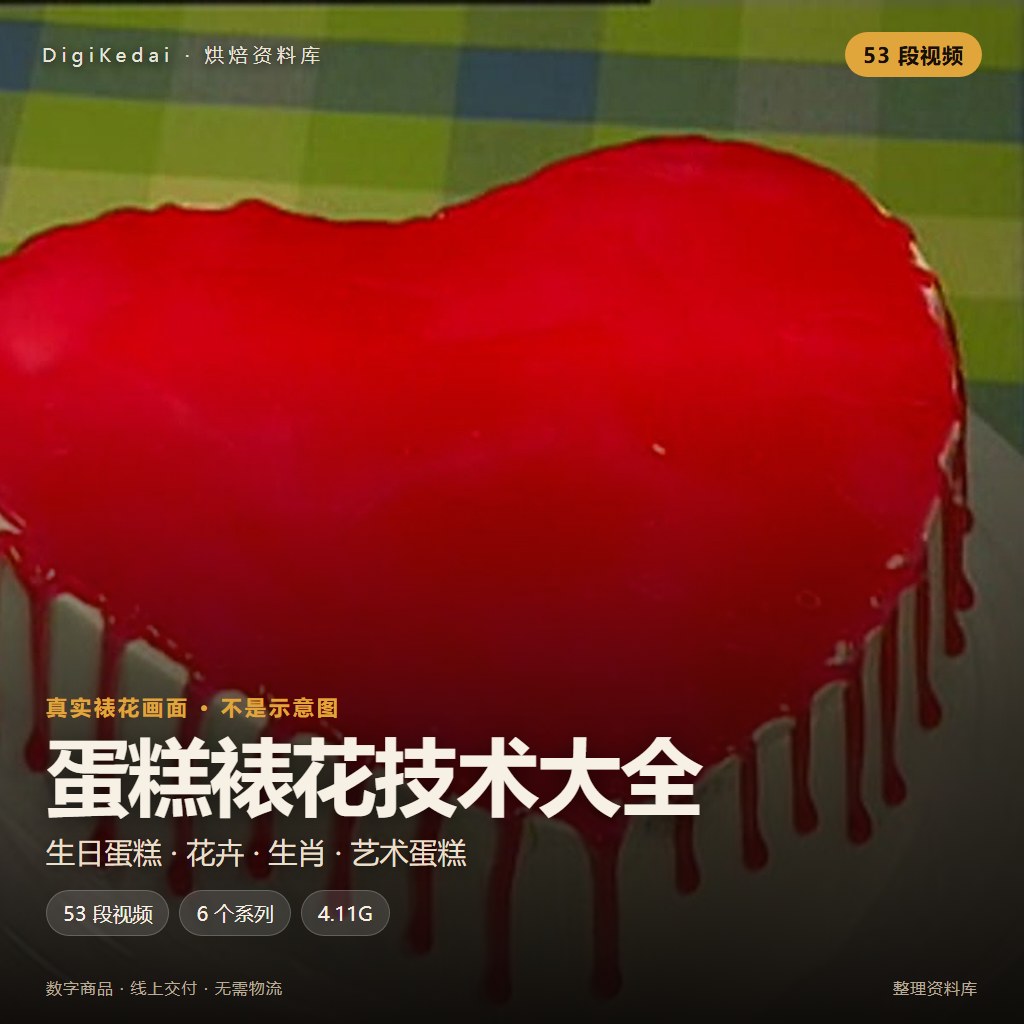 DigiKedai · 烘焙资料库
53 段视频
真实裱花画面 · 不是示意图
蛋糕裱花技术大全
生日蛋糕 · 花卉 · 生肖 · 艺术蛋糕
53 段视频
6 个系列
4.11G
数字商品 · 线上交付 · 无需物流
整理资料库